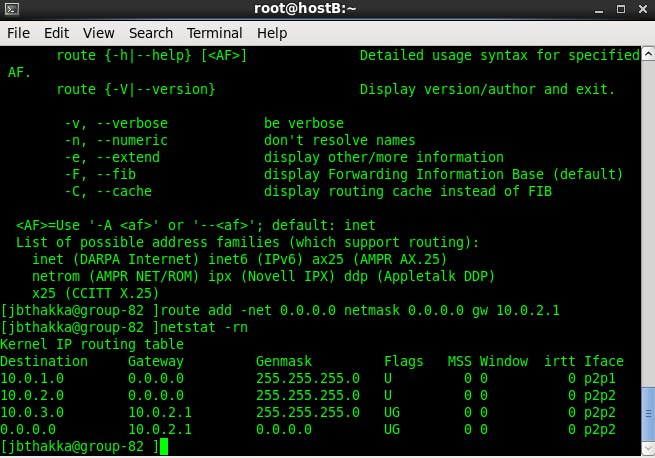 root@hostB:~
File Edit View Search Terminal Help
route {-h|--help} [<AF>] Detailed usage syntax for specified
AF.
route {-V|--version} Display version/author and exit.
-v, --verbose be verbose
-n, --numeric don't resolve names
-e, --extend display other/more information
-F, --fib display Forwarding Information Base (default)
-C, --cache display routing cache instead of FIB
<AF>=Use '-A <af>' or '--<af>'; default: inet
List of possible address families (which support routing):
inet (DARPA Internet) inet6 (IPv6) ax25 (AMPR AX.25)
netrom (AMPR NET/ROM) ipx (Novell IPX) ddp (Appletalk DDP)
x25 (CCITT X.25)
[jbthakka@group-82 ]route add -net 0.0.0.0 netmask 0.0.0.0 gw 10.0.2.1
[jbthakka@group-82 ]netstat -rn
Kernel IP routing table
Destination Gateway Genmask Flags MSS Window irtt Iface
10.0.1.0 0.0.0.0 255.255.255.0 U 0 0 0 p2p1
10.0.2.0 0.0.0.0 255.255.255.0 U 0 0 0 p2p2
10.0.3.0 10.0.2.1 255.255.255.0 UG 0 0 0 p2p2
0.0.0.0 10.0.2.1 0.0.0.0 UG 0 0 0 p2p2
[jbthakka@group-82 ]